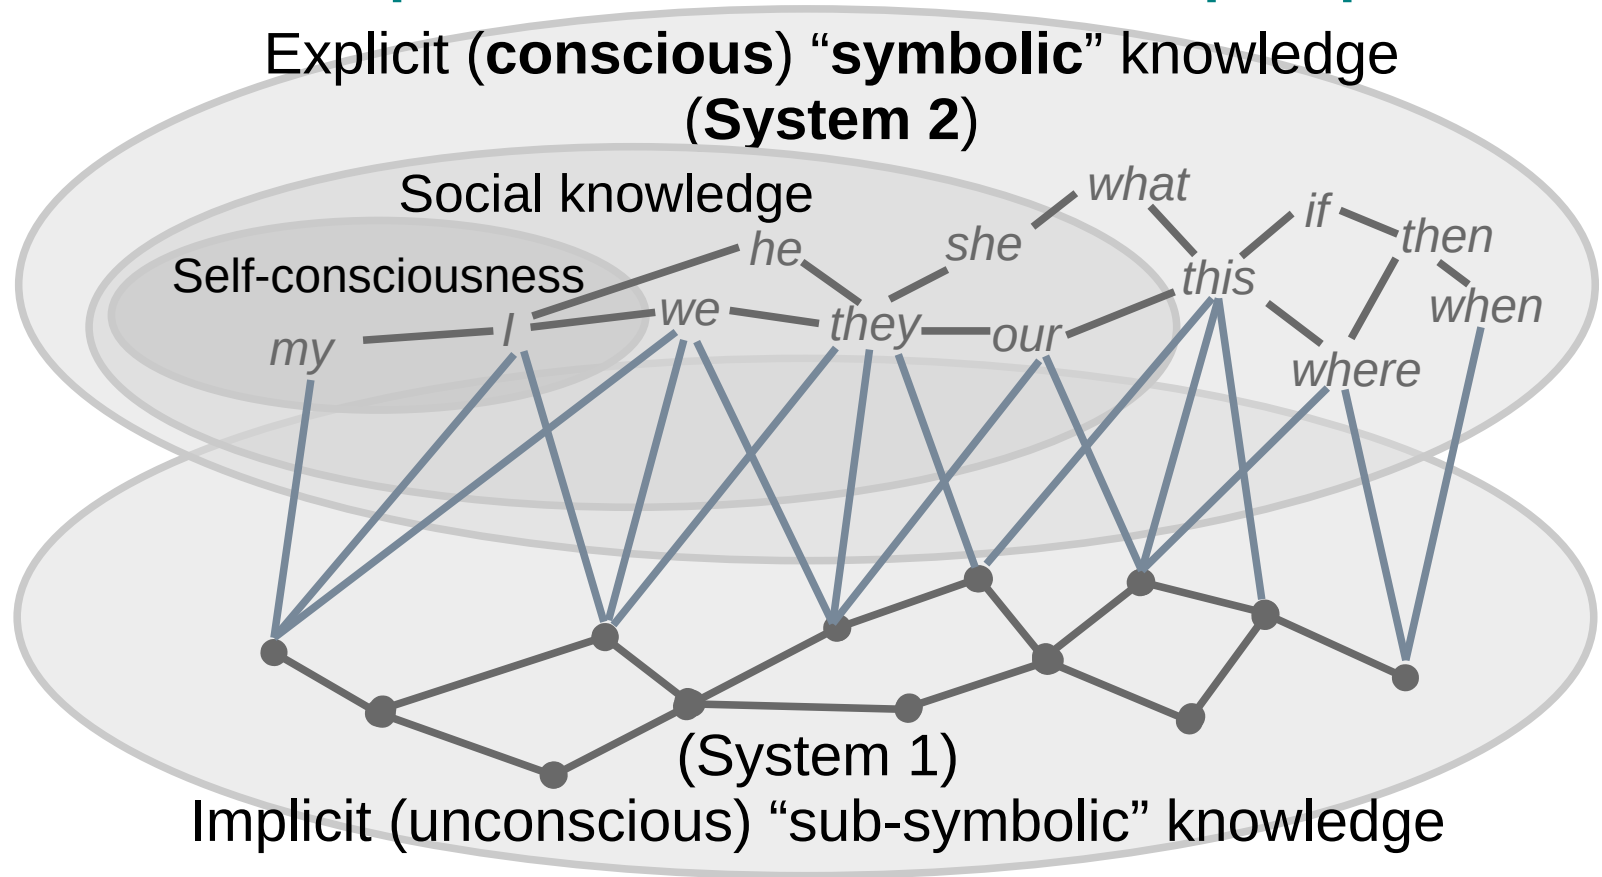 Explicit (conscious) “symbolic” knowledge
(System 2)
Social knowledge
Self-consciousness
my
I
he
we
they
she
our
what
this
if
then
when
where
(System 1)
Implicit (unconscious) “sub-symbolic” knowledge